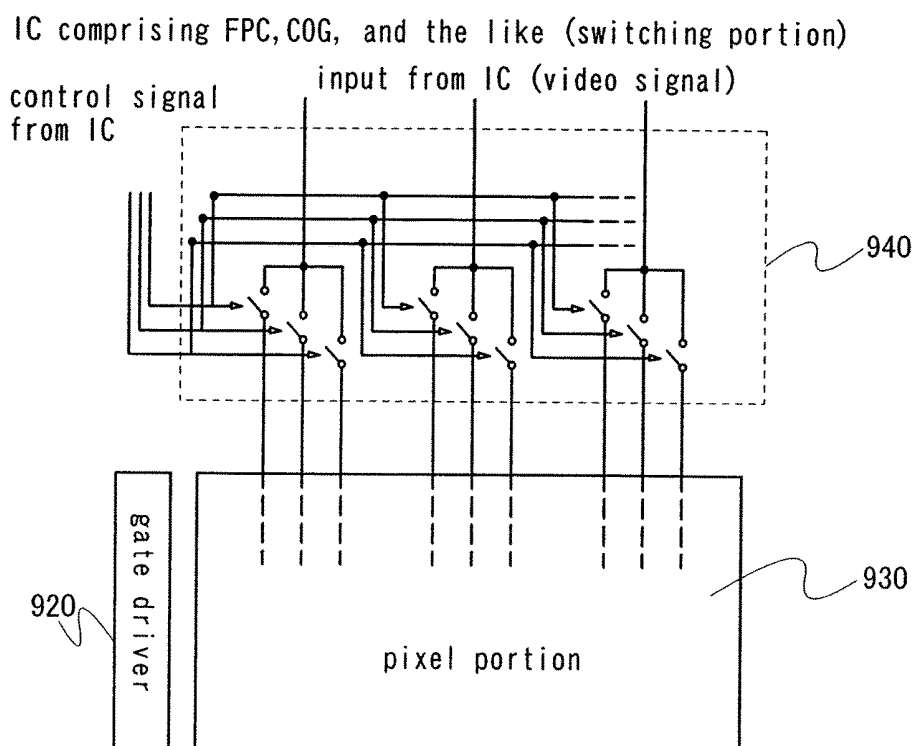 IC comprising FPC, COG, and the like (switching portion)
input from IC (video signal)
control signal
from IC
940
gate driver
920
930
pixel portion